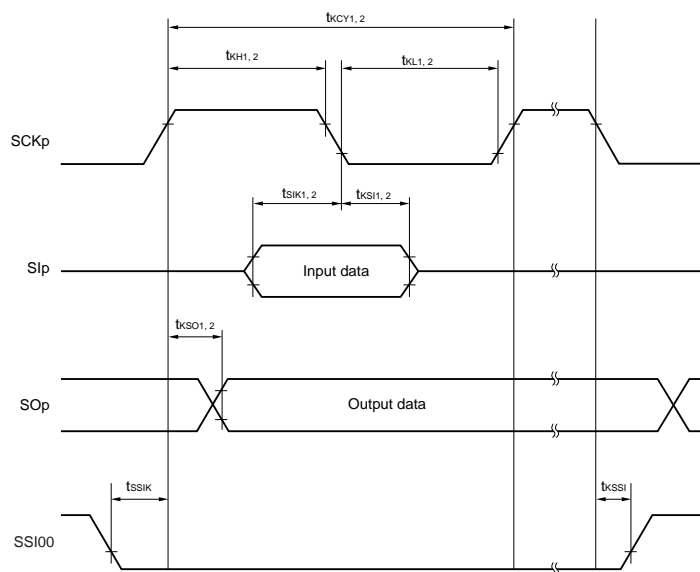 tKCY1, 2
tKH1, 2
tKL1, 2
SCKp
tSIK1, 2
tKSI1, 2
SIp
Input data
tKSO1, 2
SOp
Output data
tSSIK
tKSSI
SSI00